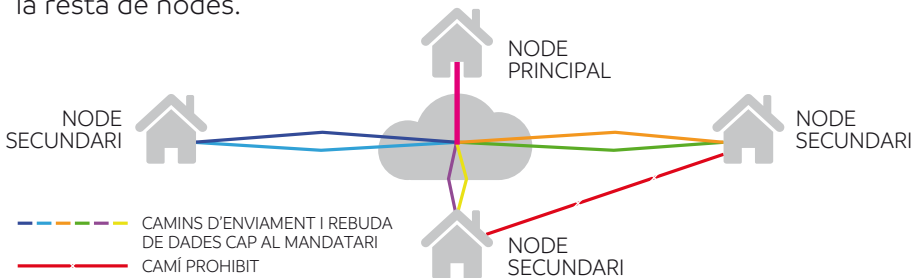 la resta de nodes.
NODE
PRINCIPAL
NODE
SECUNDARI
NODE
SECUNDARI
CAMINS D'ENVIAMENT I REBUDA
DE DADES CAP AL MANDATARI
CAMÍ PROHIBIT
NODE
SECUNDARI